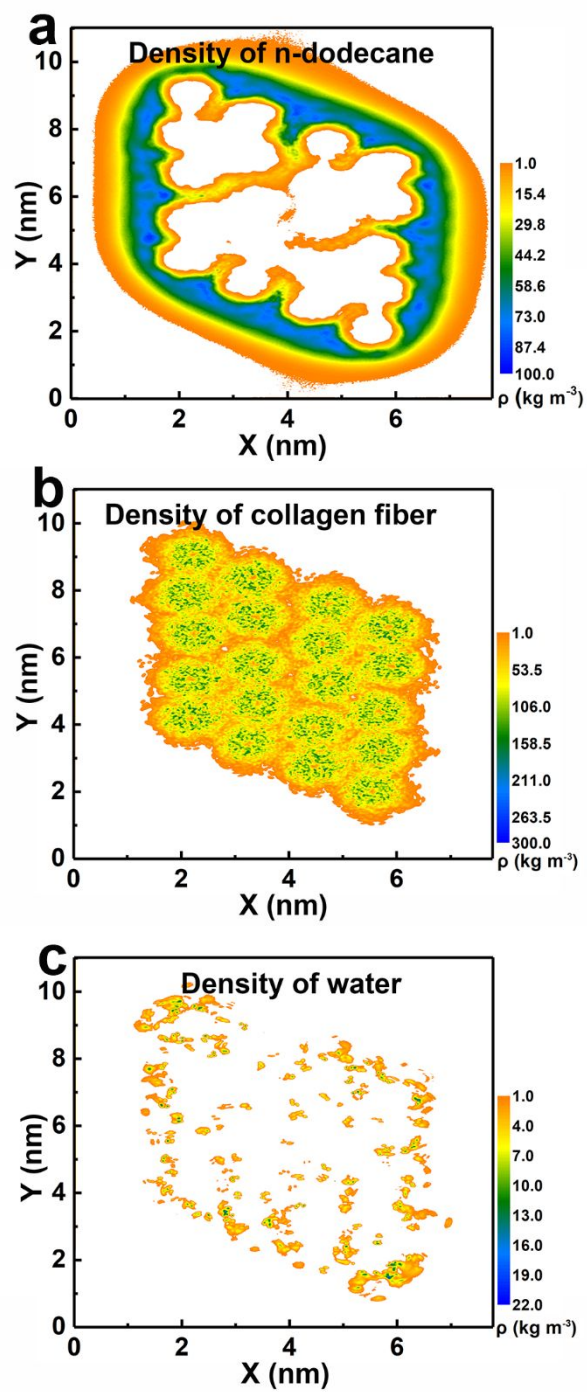 a
Density of n-dodecane
10
8
6
4
2
0
Y (nm)
0 2 4 6
X (nm)
1.0
15.4
29.8
44.2
58.6
73.0
87.4
100.0
ρ (kg m⁻³)
b
Density of collagen fiber
10
8
6
4
2
0
Y (nm)
0 2 4 6
X (nm)
1.0
53.5
106.0
158.5
211.0
263.5
300.0
ρ (kg m⁻³)
c
Density of water
10
8
6
4
2
0
Y (nm)
0 2 4 6
X (nm)
1.0
4.0
7.0
10.0
13.0
16.0
19.0
22.0
ρ (kg m⁻³)